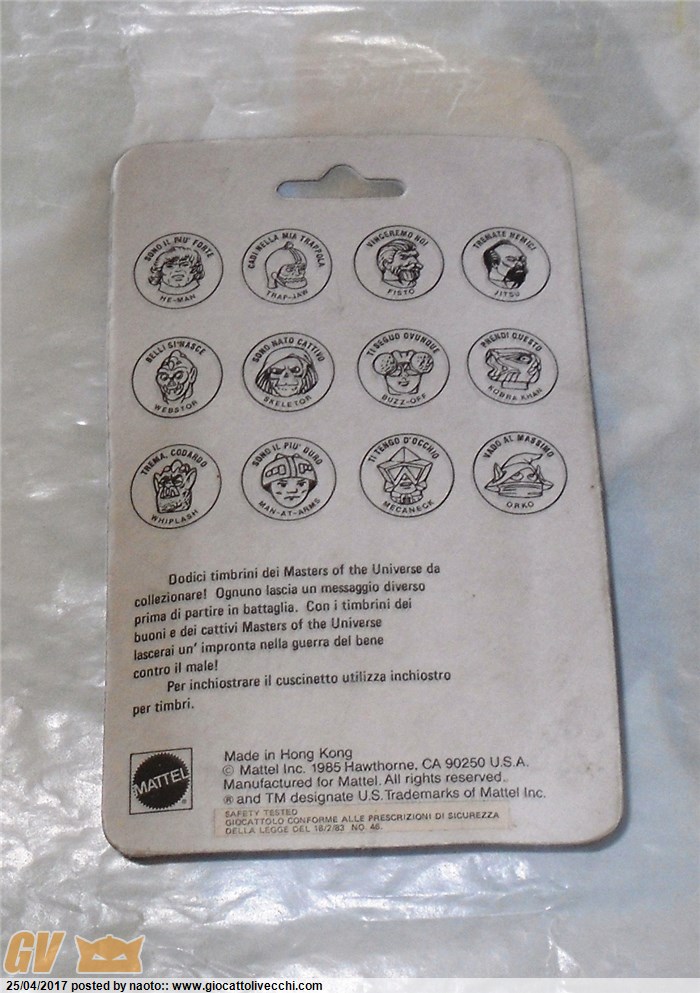 SONO IL PIU' FORTE
HE-MAN
CADI NELLA MIA TRAPPOLA
TRAP-JAW
VINCEREMO NOI
FISTO
TREMATE NEMICI
JITSU
BELLI SI NASCE
WEBSTOR
SONO NATO CATTIVO
SKELETOR
TI SEGUO OVUNQUE
BUZZ-OFF
PRENDI QUESTO
KOBRA KHAN
TREMA, CODARDO
WHIPLASH
SONO IL PIU' DURO
MAN-AT-ARMS
TI TENGO D'OCCHIO
MECANECK
VADO AL MASSIMO
ORKO
Dodici timbrini dei Masters of the Universe da
collezionare! Ognuno lascia un messaggio diverso
prima di partire in battaglia. Con i timbrini dei
buoni e dei cattivi Masters of the Universe
lascerai un' impronta nella guerra del bene
contro il male!
Per inchiostrare il cuscinetto utilizza inchiostro
per timbri.
MATTEL®
Made in Hong Kong
© Mattel Inc. 1985 Hawthorne, CA 90250 U.S.A.
Manufactured for Mattel. All rights reserved.
® and TM designate U.S. Trademarks of Mattel Inc.
SAFETY TESTED
GIOCATTOLO CONFORME ALLE PRESCRIZIONI DI SICUREZZA
DELLA LEGGE DEL 18/2/83 NO. 46.
GV
25/04/2017 posted by naoto:: www.giocattolivecchi.com